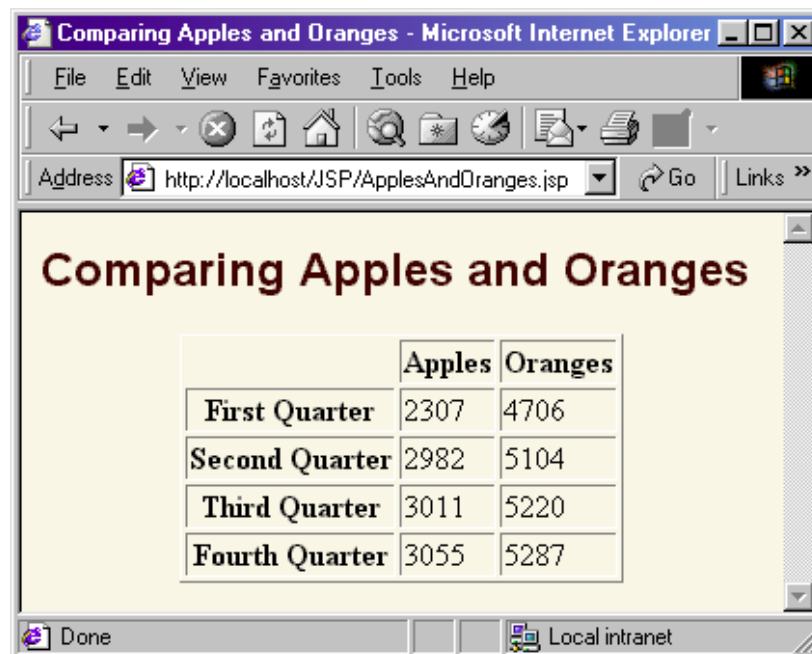 Comparing Apples and Oranges - Microsoft Internet Explorer
File Edit View Favorites Tools Help
Address http://localhost/JSP/ApplesAndOranges.jsp Go Links »
Comparing Apples and Oranges
Apples Oranges
First Quarter 2307 4706
Second Quarter 2982 5104
Third Quarter 3011 5220
Fourth Quarter 3055 5287
Done Local intranet